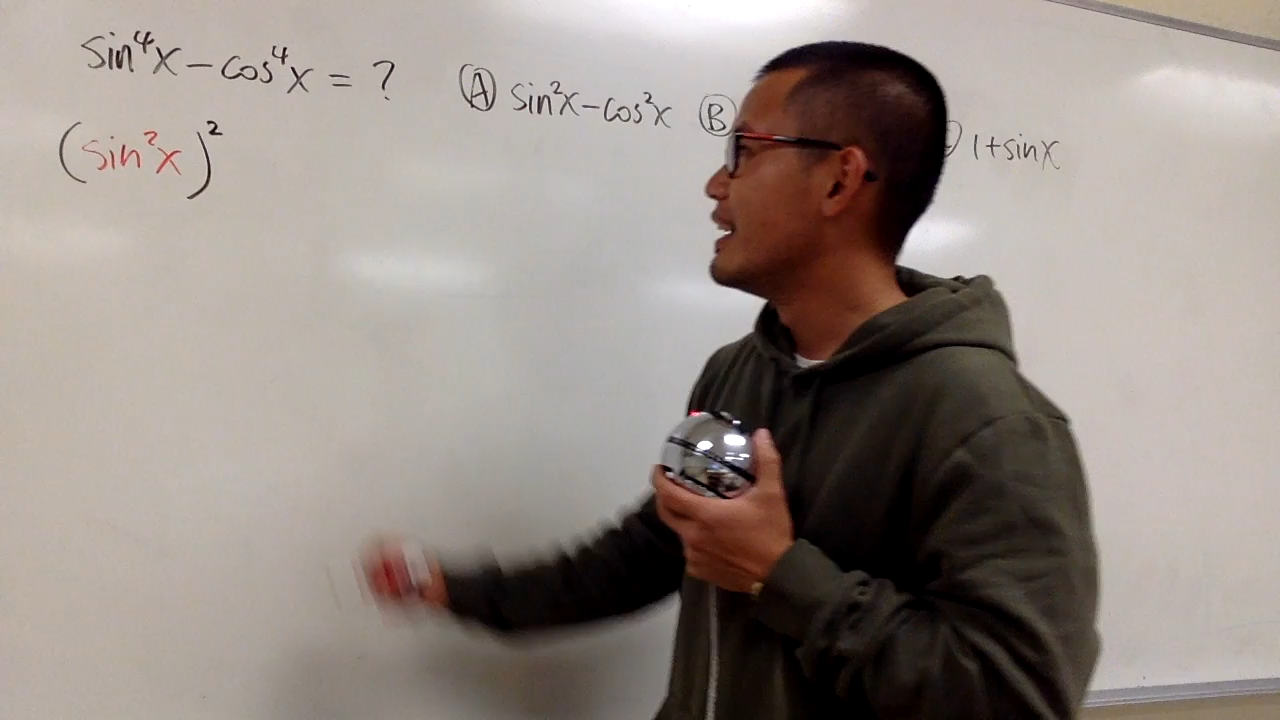 sin⁴x − cos⁴x = ? Ⓐ sin²x − cos²x Ⓑ 1+sinx
(sin²x)²